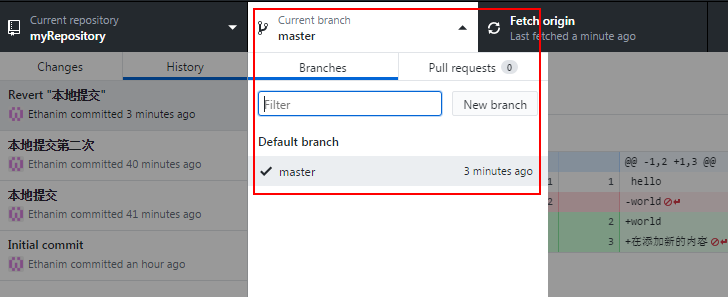 Current repository
myRepository
Current branch
master
Fetch origin
Last fetched a minute ago
Changes
History
Branches
Pull requests 0
Revert "本地提交"
Ethanim committed 3 minutes ago
本地提交第二次
Ethanim committed 40 minutes ago
本地提交
Ethanim committed 41 minutes ago
Initial commit
Ethanim committed an hour ago
Filter
New branch
Default branch
master
3 minutes ago
@@ -1,2 +1,3 @@
1 1 hello
2 -world
2 +world
3 +在添加新的内容